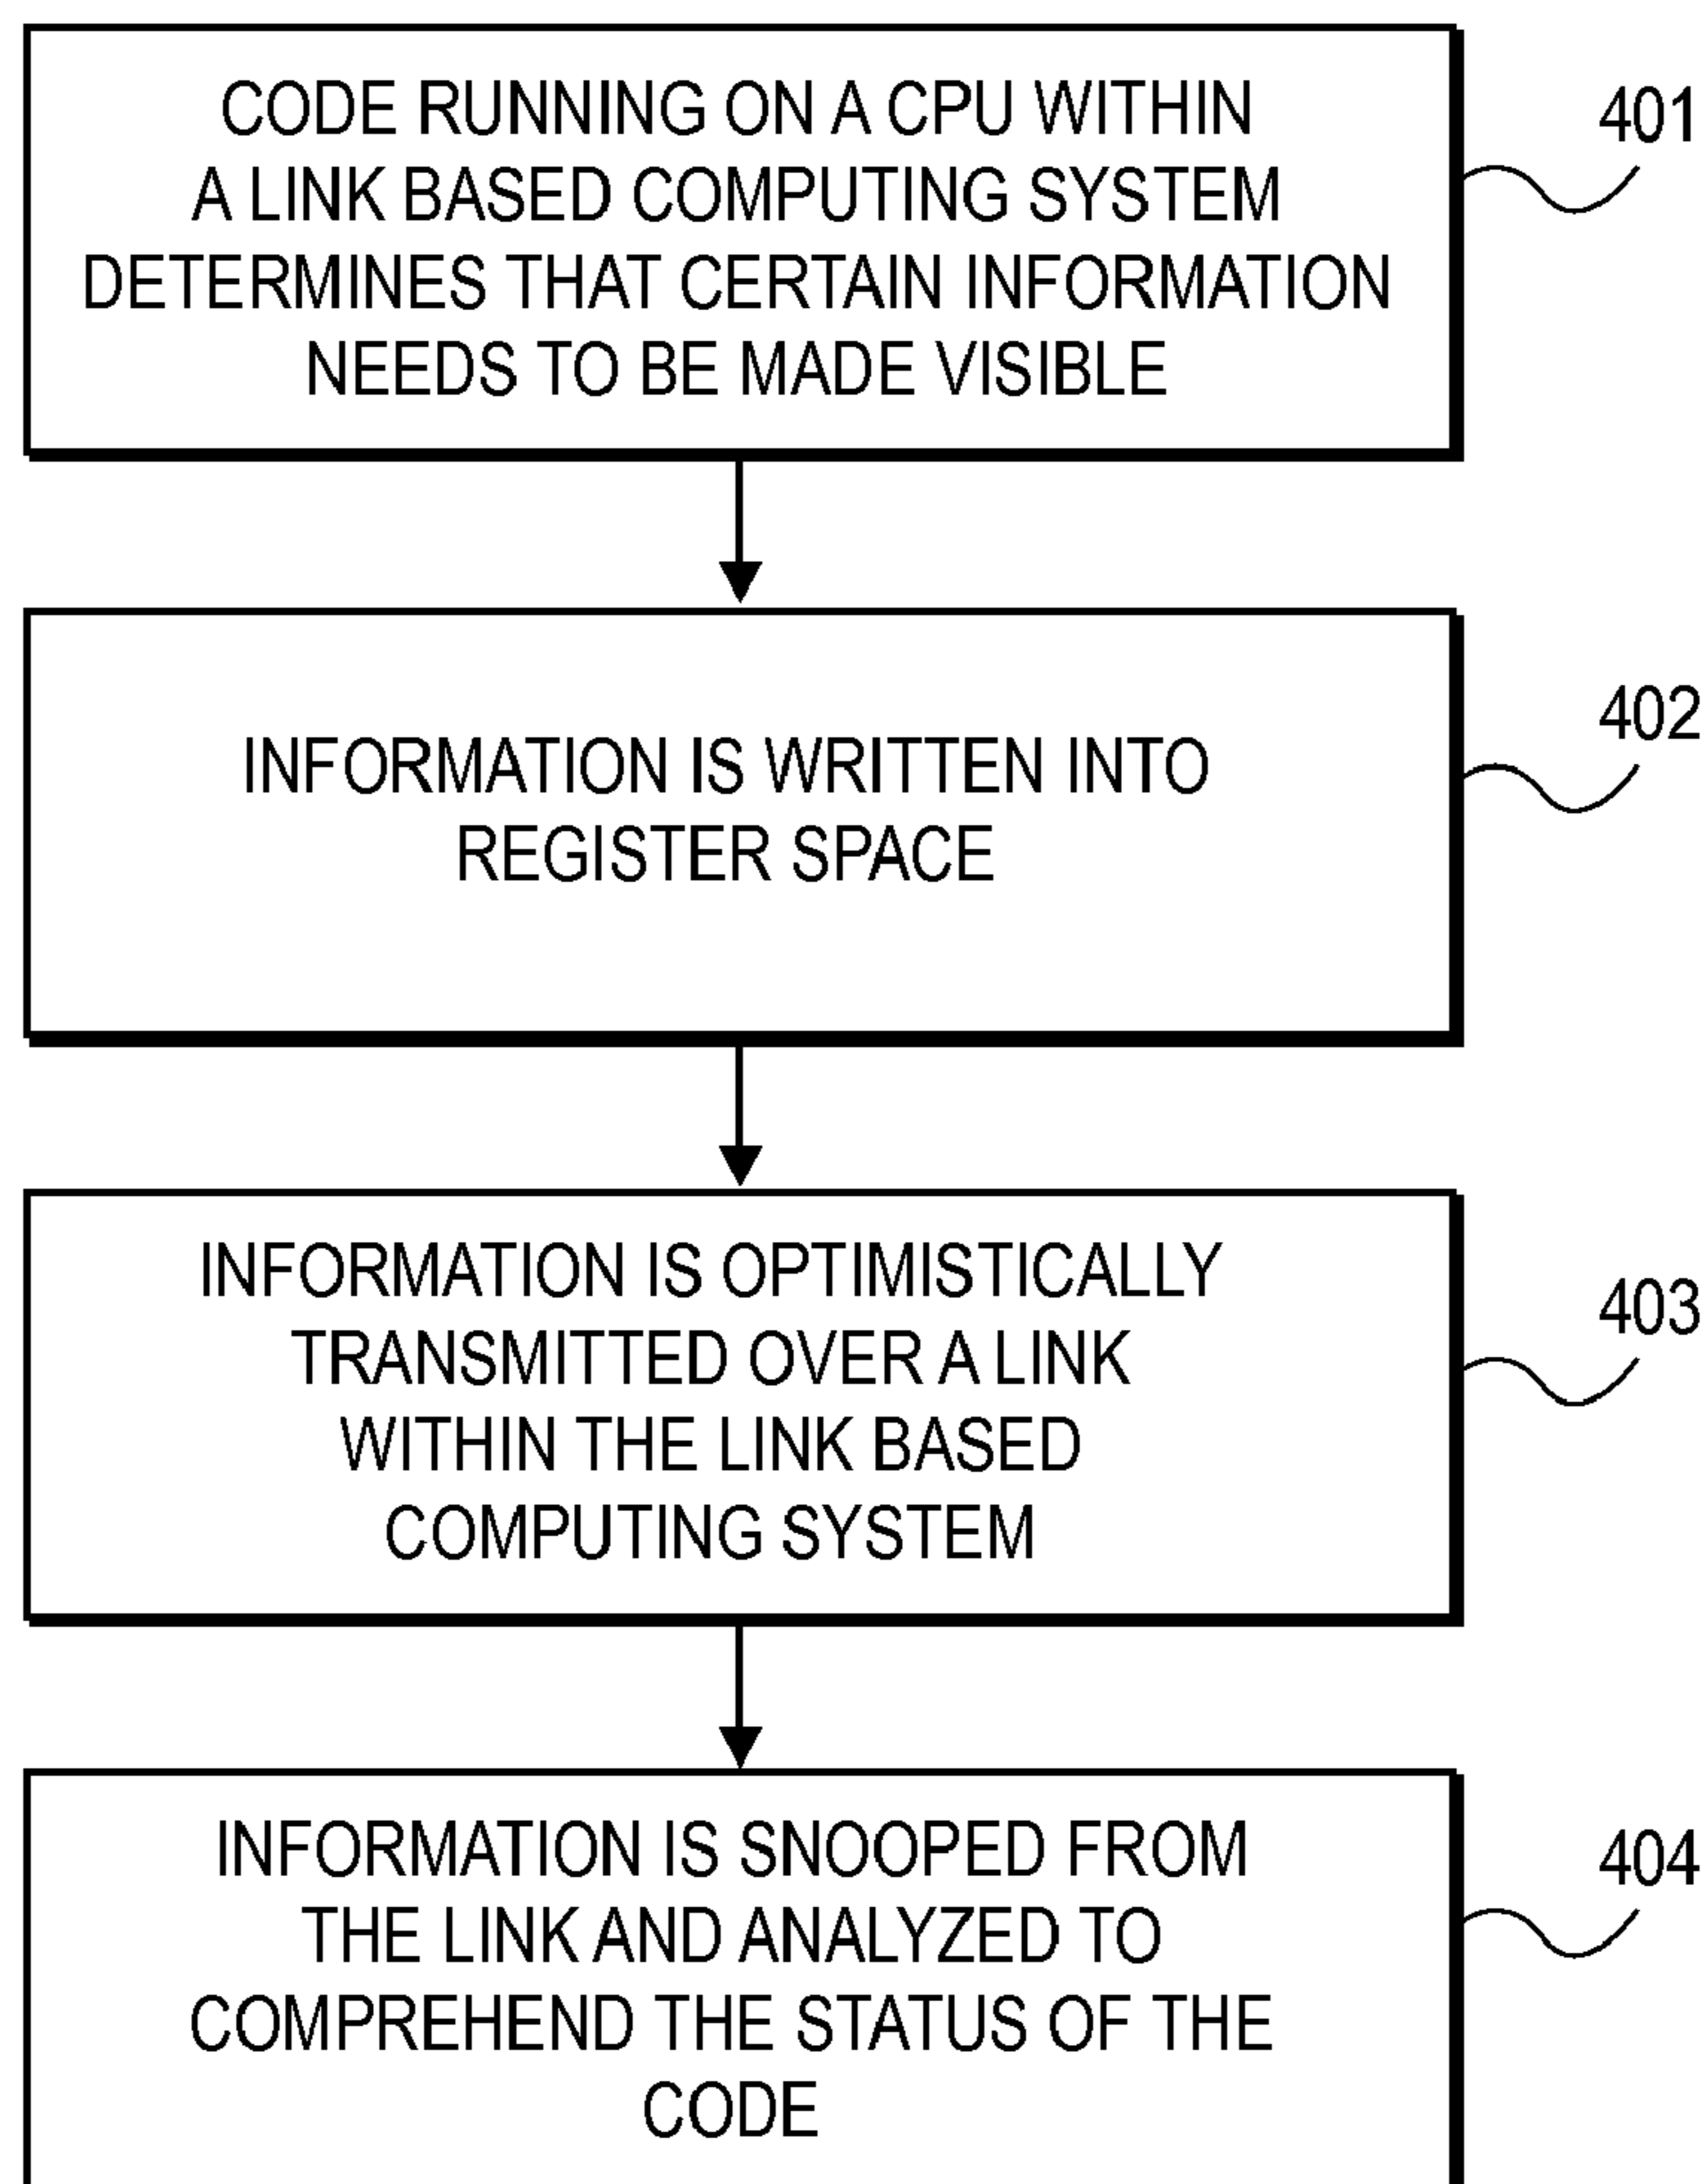 CODE RUNNING ON A CPU WITHIN
A LINK BASED COMPUTING SYSTEM
DETERMINES THAT CERTAIN INFORMATION
NEEDS TO BE MADE VISIBLE
401
INFORMATION IS WRITTEN INTO
REGISTER SPACE
402
INFORMATION IS OPTIMISTICALLY
TRANSMITTED OVER A LINK
WITHIN THE LINK BASED
COMPUTING SYSTEM
403
INFORMATION IS SNOOPED FROM
THE LINK AND ANALYZED TO
COMPREHEND THE STATUS OF THE
CODE
404